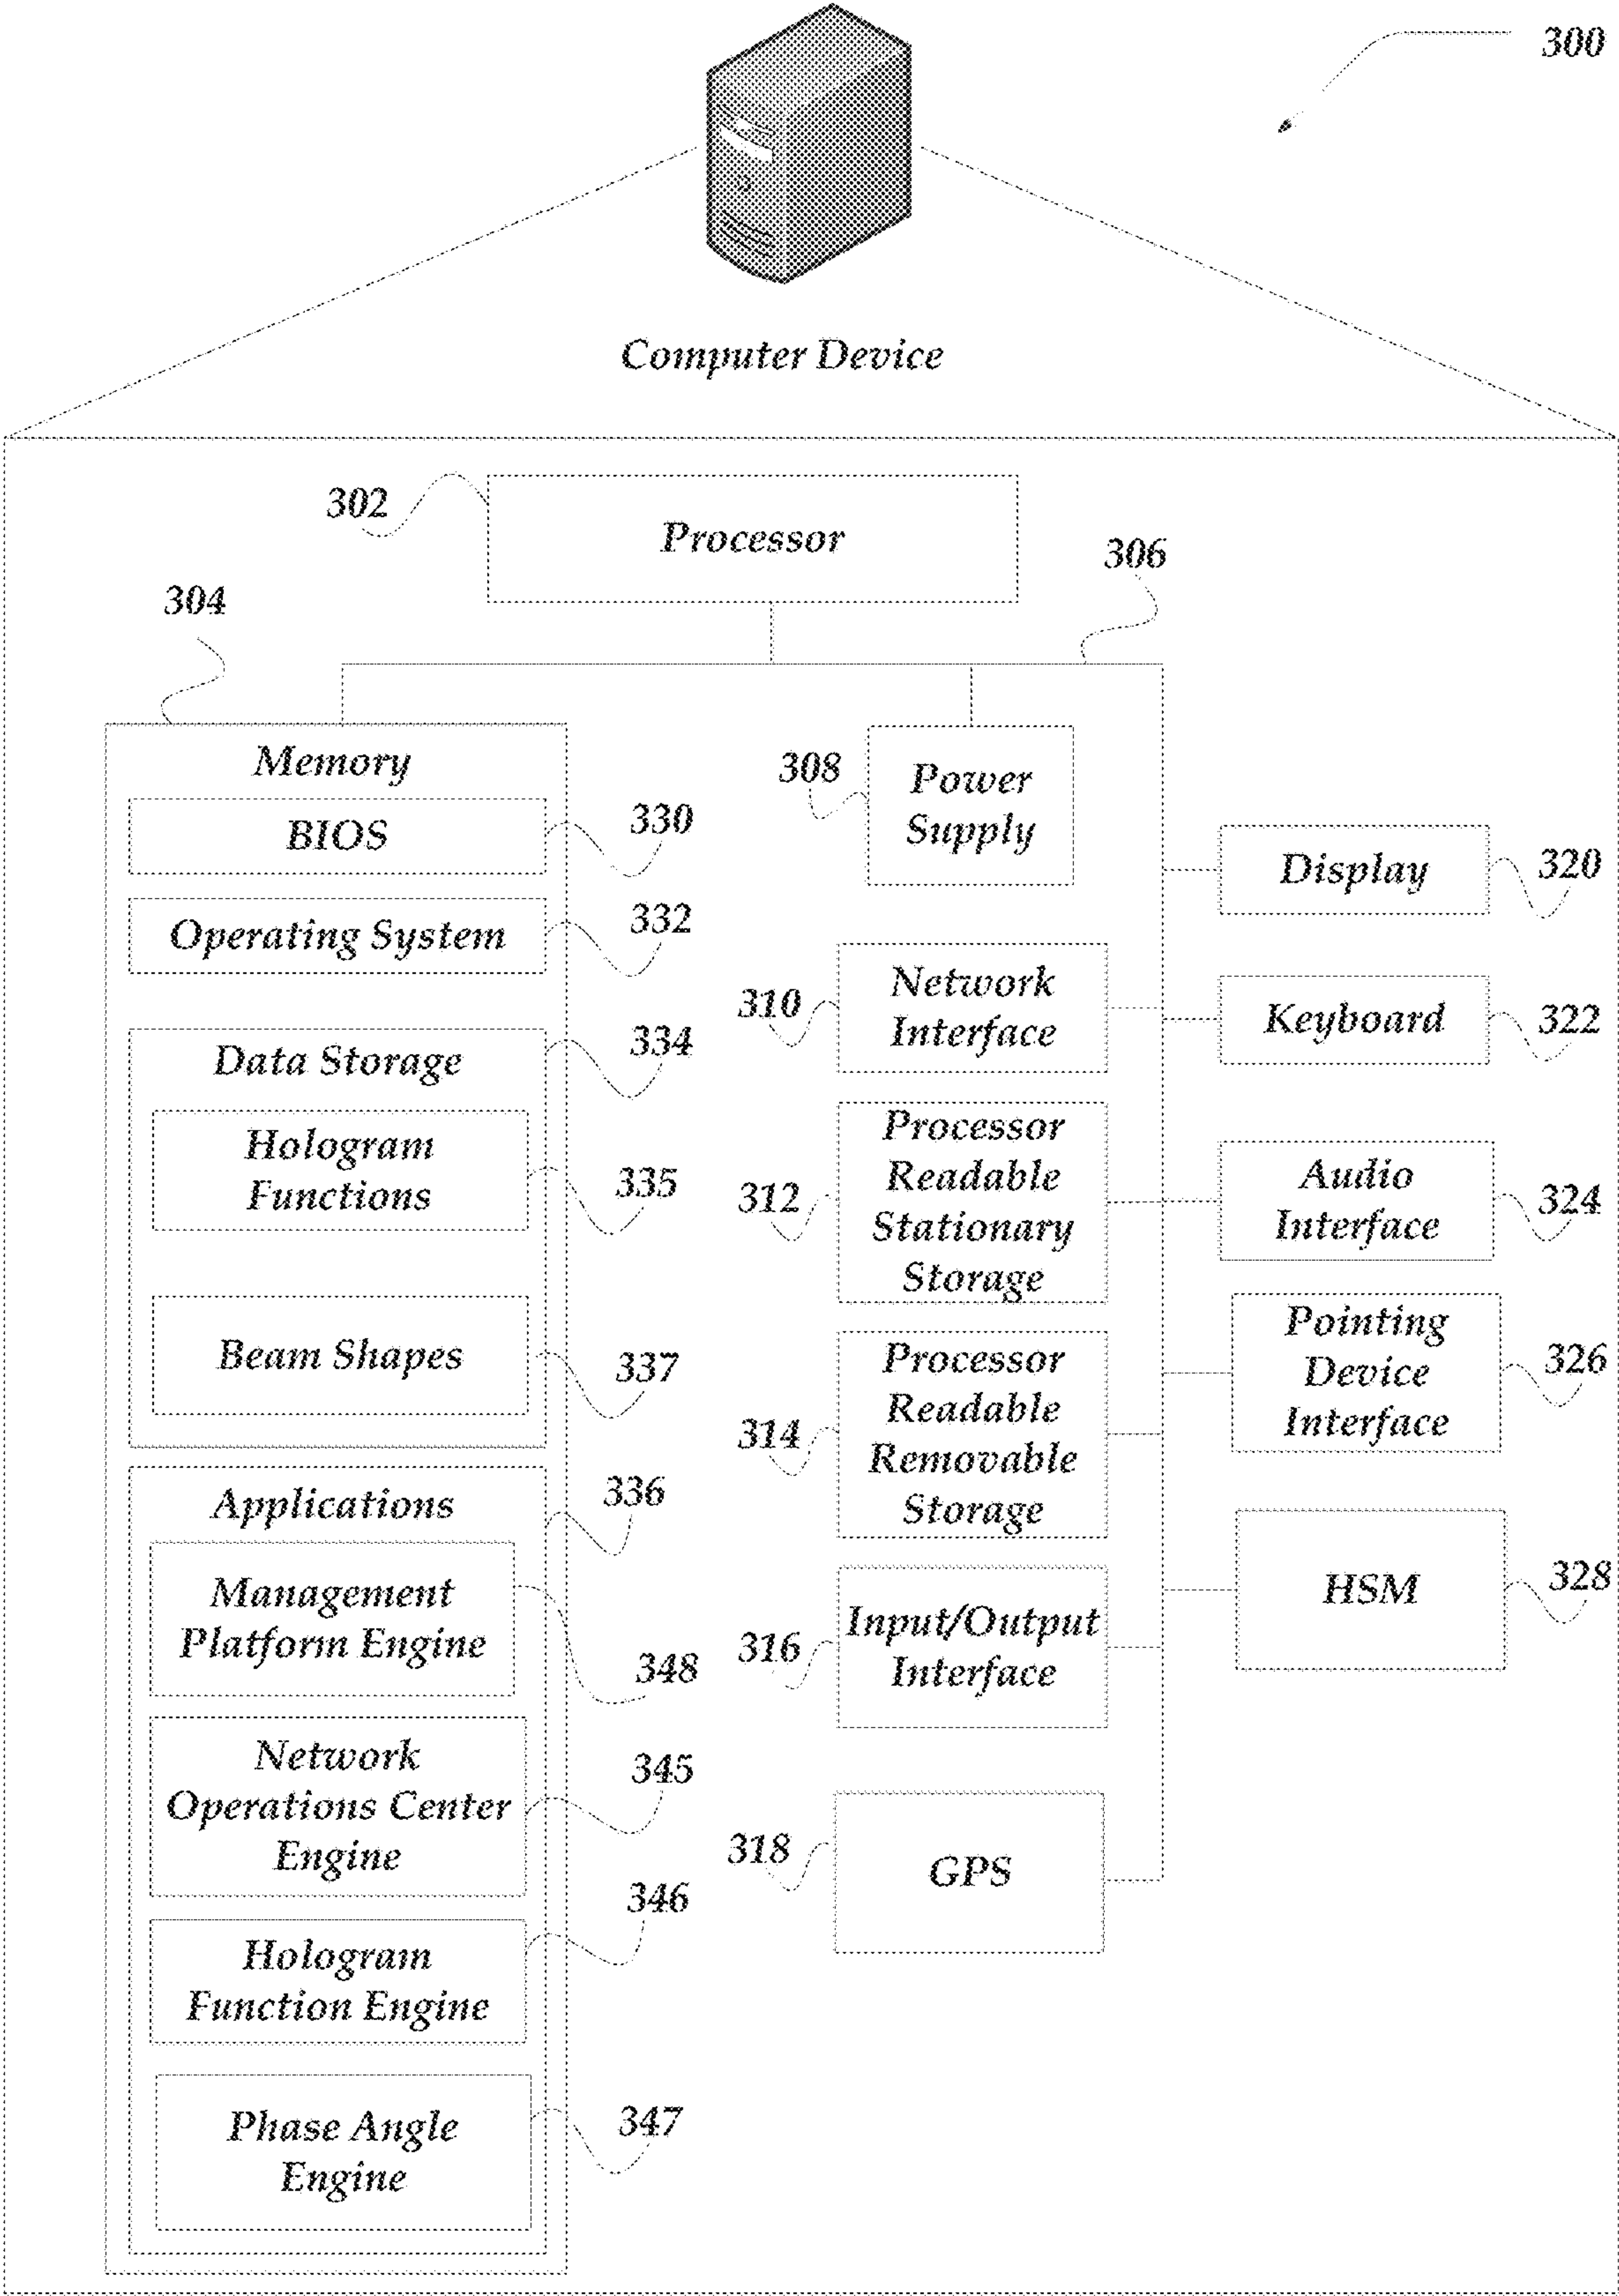 300
Computer Device
302
Processor
306
304
Memory
BIOS
330
Operating System
332
Data Storage
334
Hologram
Functions
335
Beam Shapes
337
Applications
336
Management
Platform Engine
348
Network
Operations Center
Engine
345
Hologram
Function Engine
346
Phase Angle
Engine
347
308
Power
Supply
310
Network
Interface
312
Processor
Readable
Stationary
Storage
314
Processor
Readable
Removable
Storage
316
Input/Output
Interface
318
GPS
Display
320
Keyboard
322
Audio
Interface
324
Pointing
Device
Interface
326
HSM
328